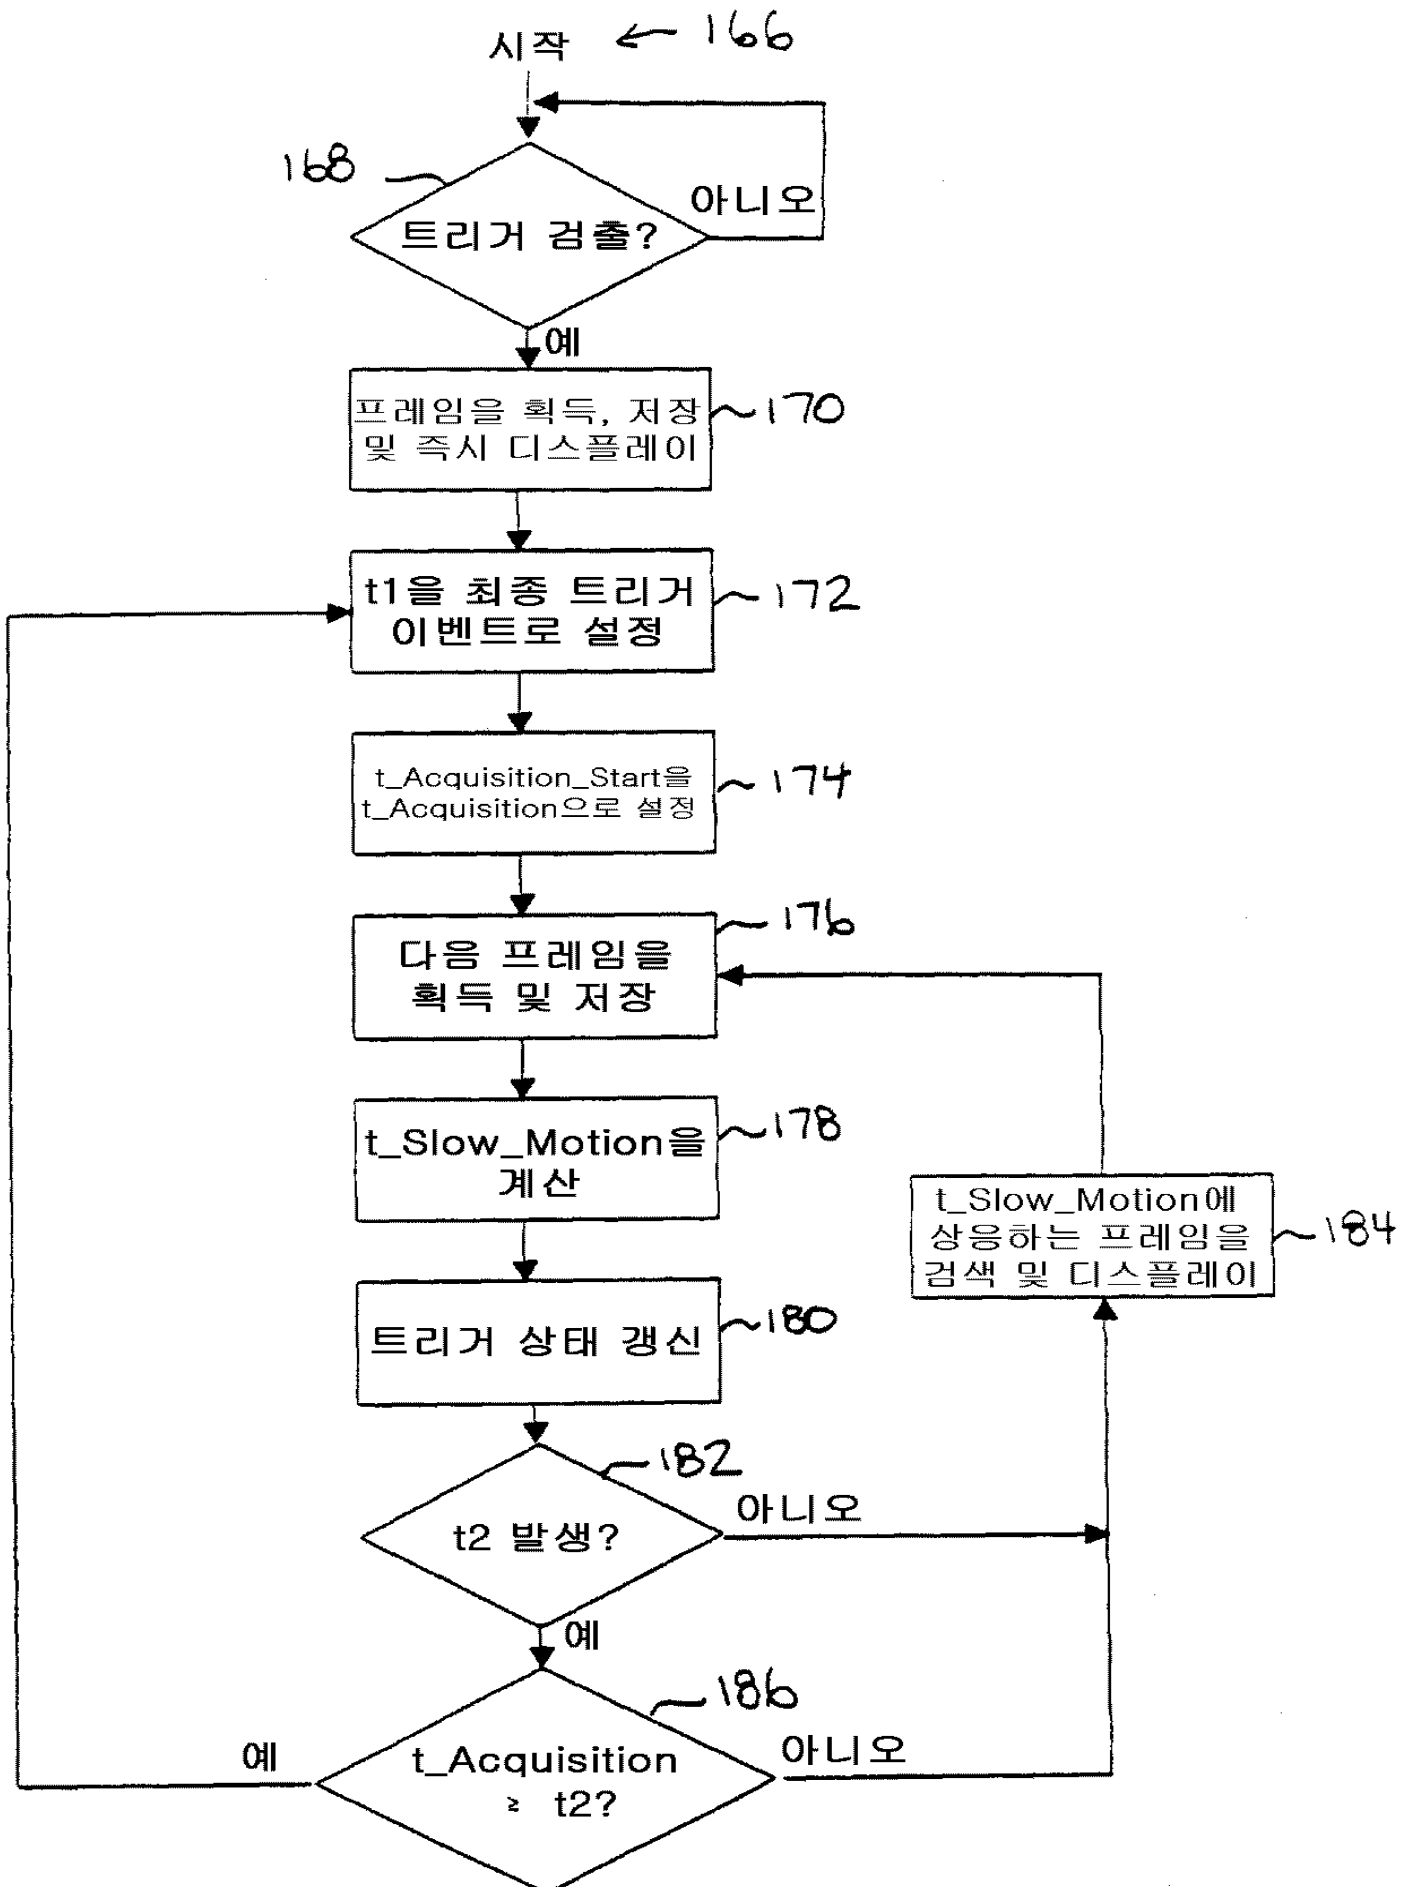 시작
166
168
아니오
트리거 검출?
예
프레임을 획득, 저장
및 즉시 디스플레이
170
t1을 최종 트리거
이벤트로 설정
172
t_Acquisition_Start을
t_Acquisition으로 설정
174
176
다음 프레임을
획득 및 저장
t_Slow_Motion을
계산
178
t_Slow_Motion에
상응하는 프레임을
검색 및 디스플레이
184
트리거 상태 갱신
180
182
아니오
t2 발생?
예
186
예
t_Acquisition
≥ t2?
아니오